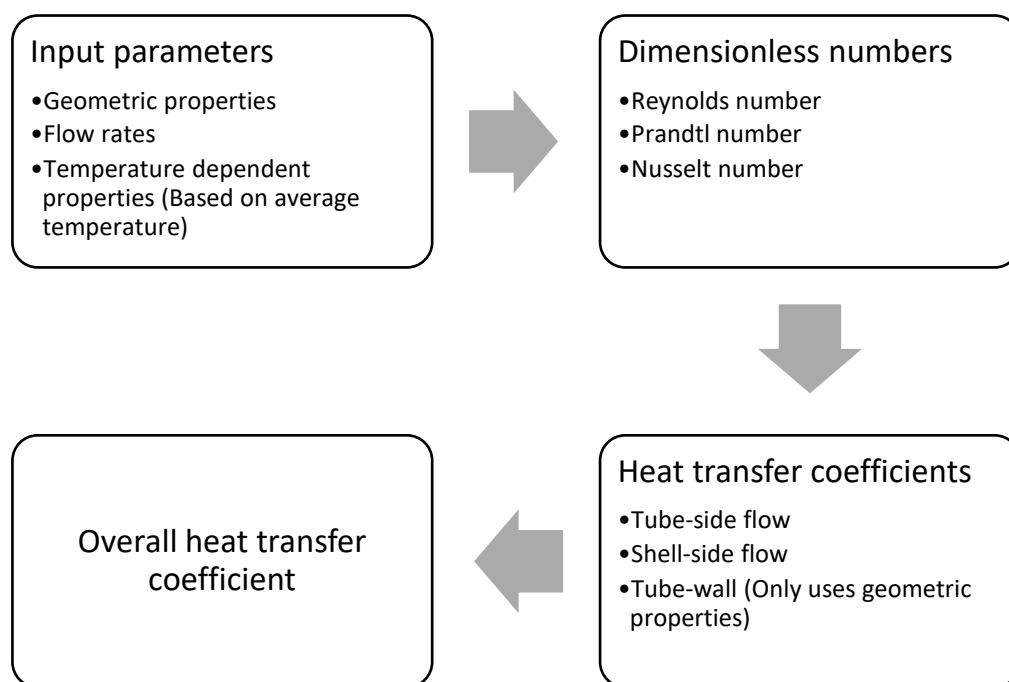 Input parameters
•Geometric properties
•Flow rates
•Temperature dependent
properties (Based on average
temperature)
Dimensionless numbers
•Reynolds number
•Prandtl number
•Nusselt number
Heat transfer coefficients
•Tube-side flow
•Shell-side flow
•Tube-wall (Only uses geometric
properties)
Overall heat transfer
coefficient